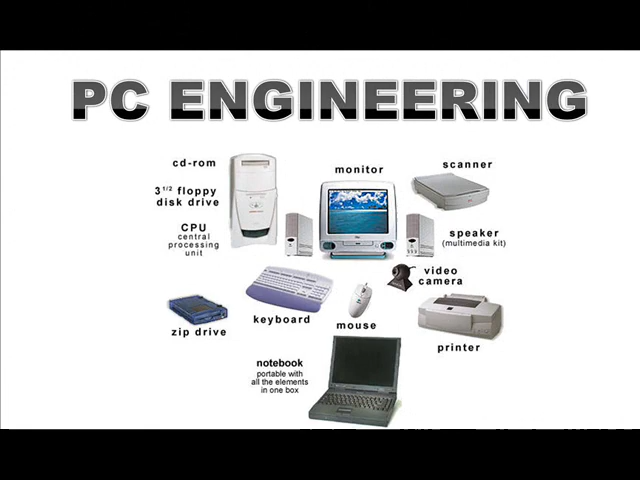 PC ENGINEERING
cd-rom
3 1/2 floppy
disk drive
CPU
central
processing
unit
monitor
scanner
speaker
(multimedia kit)
video
camera
zip drive
keyboard
mouse
printer
notebook
portable with
all the elements
in one box